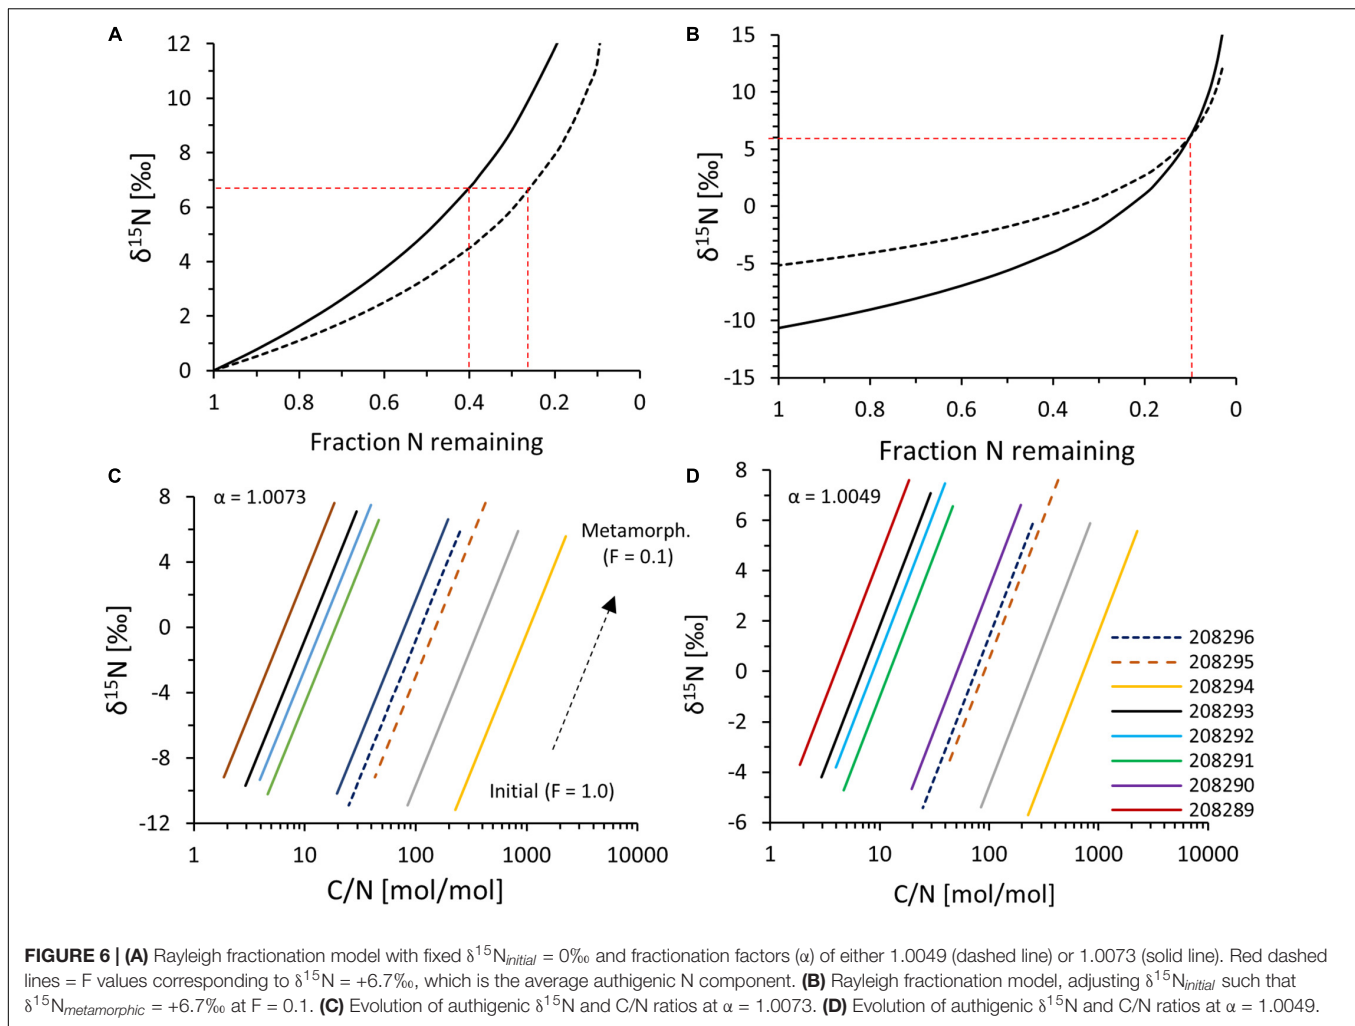 A
12
10
8
6
4
2
0
δ¹⁵N [‰]
1
0.8
0.6
0.4
0.2
0
Fraction N remaining
B
15
10
5
0
-5
-10
-15
δ¹⁵N [‰]
1
0.8
0.6
0.4
0.2
0
Fraction N remaining
C
α = 1.0073
8
4
0
-4
-8
-12
δ¹⁵N [‰]
Metamorph.
(F = 0.1)
Initial (F = 1.0)
1
10
100
1000
10000
C/N [mol/mol]
D
α = 1.0049
8
6
4
2
0
-2
-4
-6
δ¹⁵N [‰]
208296
208295
208294
208293
208292
208291
208290
208289
1
10
100
1000
10000
C/N [mol/mol]
FIGURE 6 | (A) Rayleigh fractionation model with fixed δ¹⁵Ninitial = 0‰ and fractionation factors (α) of either 1.0049 (dashed line) or 1.0073 (solid line). Red dashed
lines = F values corresponding to δ¹⁵N = +6.7‰, which is the average authigenic N component. (B) Rayleigh fractionation model, adjusting δ¹⁵Ninitial such that
δ¹⁵Nmetamorphic = +6.7‰ at F = 0.1. (C) Evolution of authigenic δ¹⁵N and C/N ratios at α = 1.0073. (D) Evolution of authigenic δ¹⁵N and C/N ratios at α = 1.0049.